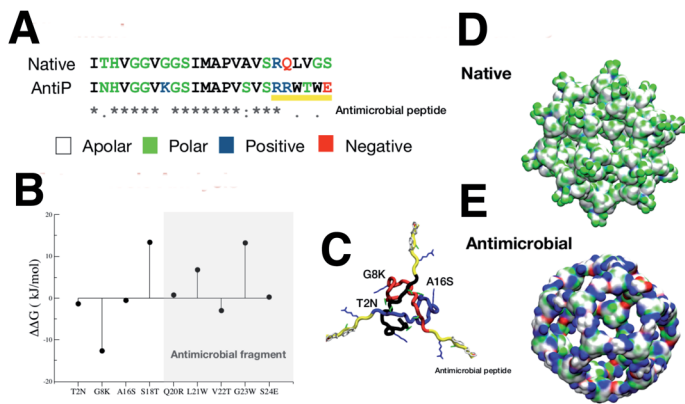 A
Native ITHVGGVGGSIMAPVAVSRQLVGS
AntiP INHVGGVKGSIMAPVSVSRRWTWE
*.***** *******:*** . . Antimicrobial peptide
Apolar Polar Positive Negative
B
ΔΔG ( kJ/mol)
20
10
0
-10
-20
Antimicrobial fragment
T2N G8K A16S S18T Q20R L21W V22T G23W S24E
C
G8K
A16S
T2N
Antimicrobial peptide
D
Native
E
Antimicrobial